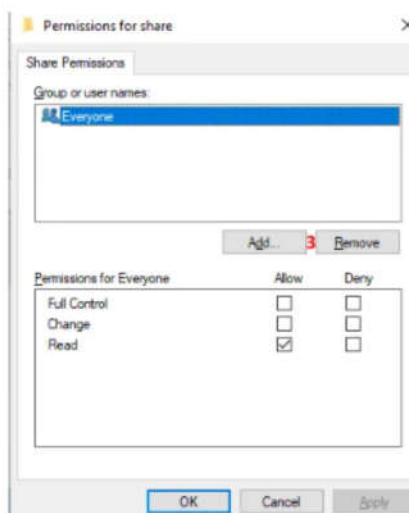 Permissions for share
Share Permissions
Group or user names:
Everyone
Add... 3 Remove
Permissions for Everyone Allow Deny
Full Control
Change
Read
OK Cancel Apply